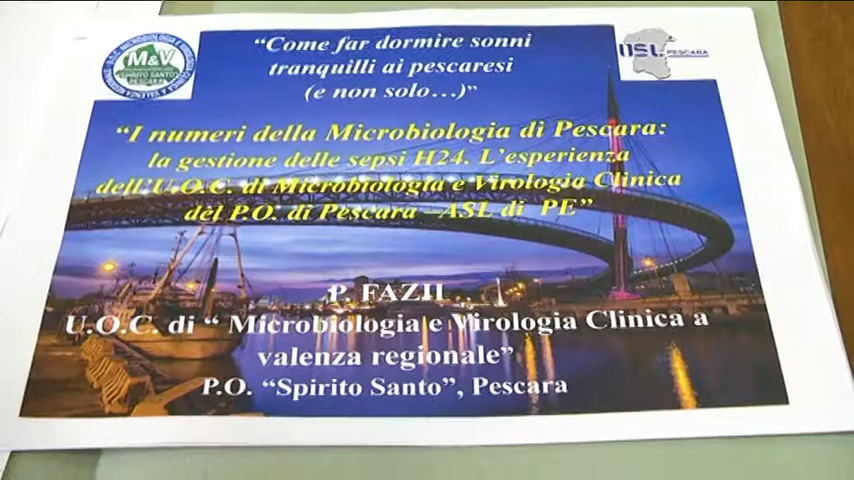 "Come far dormire sonni
tranquilli ai pescaresi
(e non solo…)"
"I numeri della Microbiologia di Pescara:
la gestione delle sepsi H24. L'esperienza
dell'U.O.C. di Microbiologia e Virologia Clinica
del P.O. di Pescara – ASL di PE"
P. FAZII
U.O.C. di "Microbiologia e Virologia Clinica a
valenza regionale"
P.O. "Spirito Santo", Pescara
M&V
SPIRITO SANTO
PESCARA
USL
PESCARA